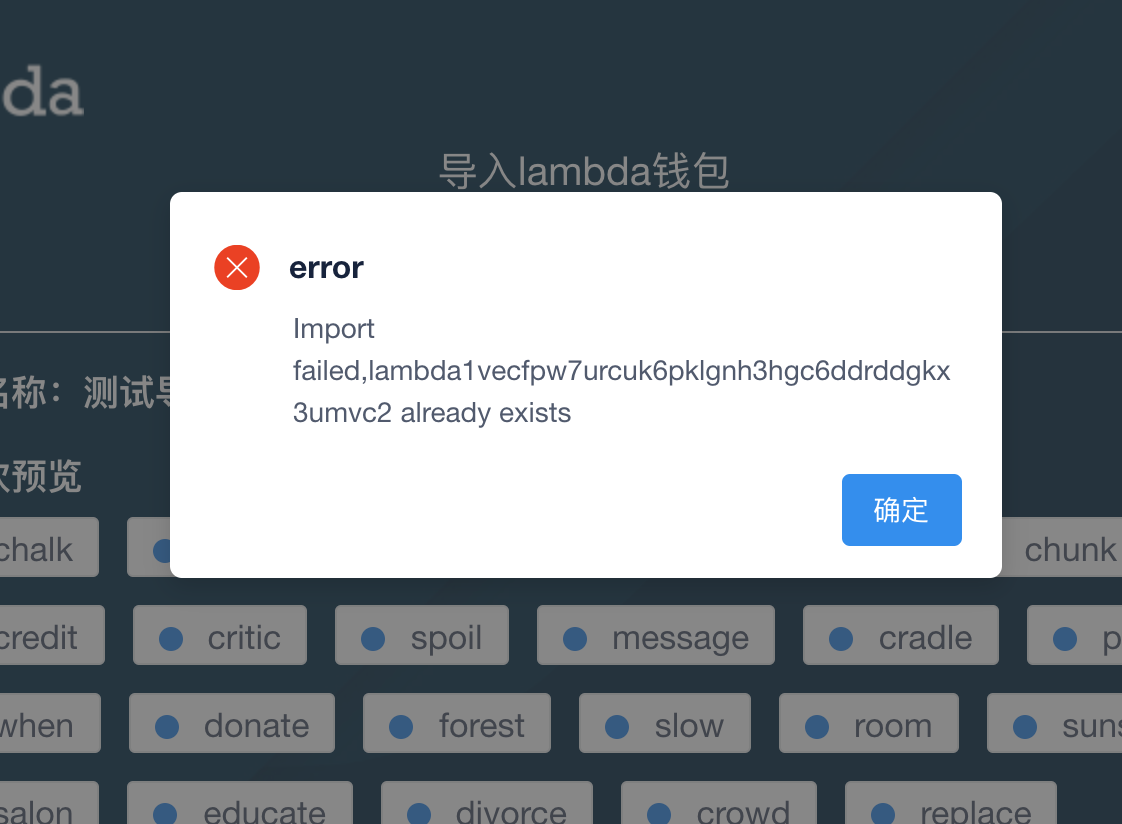 da
导入lambda钱包
error
Import
failed,lambda1vecfpw7urcuk6pklgnh3hgc6ddrddgkx
3umvc2 already exists
名称：测试导
预览
确定
chalk chunk
credit critic spoil message cradle p
when donate forest slow room suns
salon educate divorce crowd replace